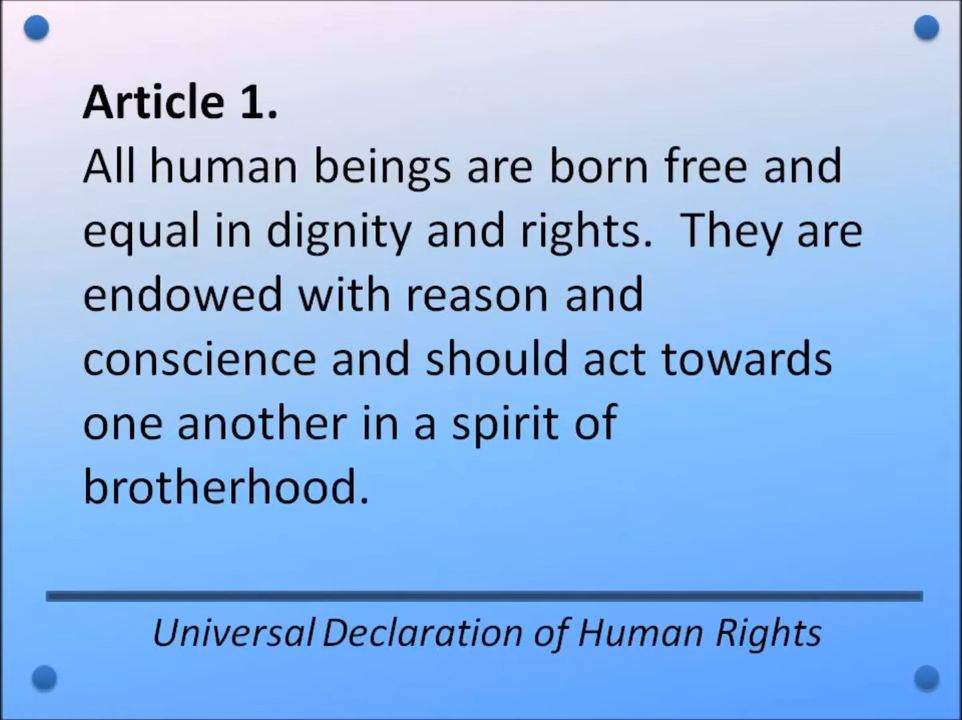 Article 1.
All human beings are born free and
equal in dignity and rights.  They are
endowed with reason and
conscience and should act towards
one another in a spirit of
brotherhood.
Universal Declaration of Human Rights